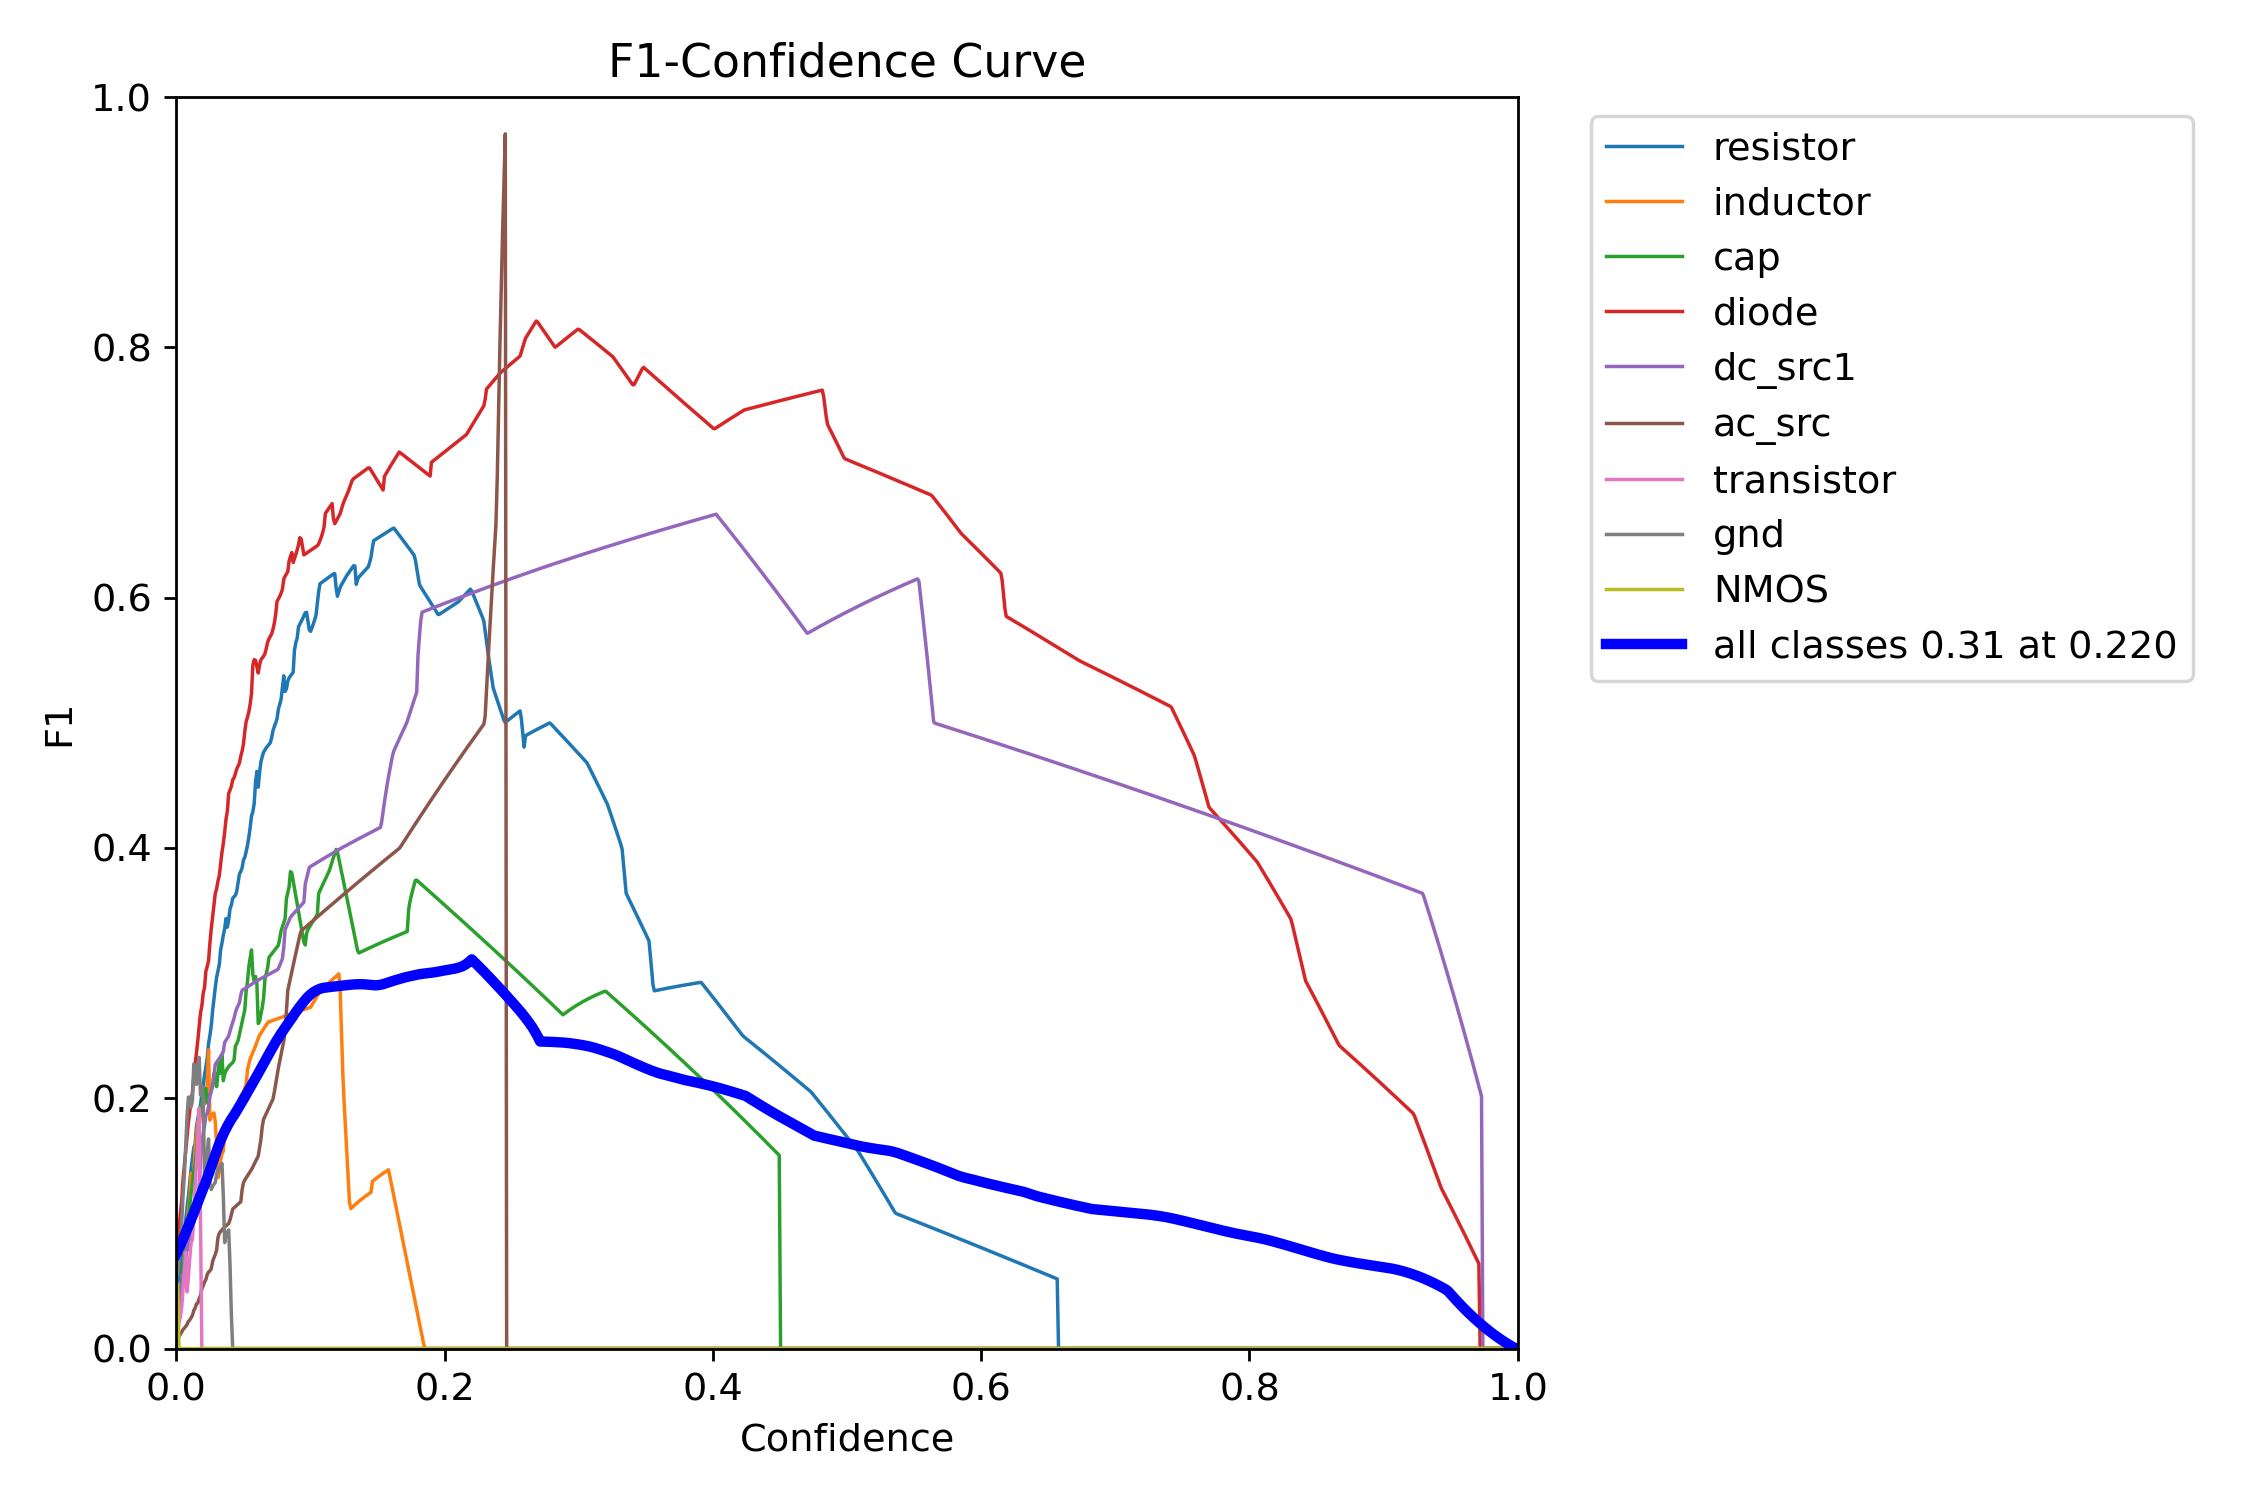 F1-Confidence Curve
1.0
0.8
0.6
0.4
0.2
0.0
F1
0.0 0.2 0.4 0.6 0.8 1.0
Confidence
resistor
inductor
cap
diode
dc_src1
ac_src
transistor
gnd
NMOS
all classes 0.31 at 0.220